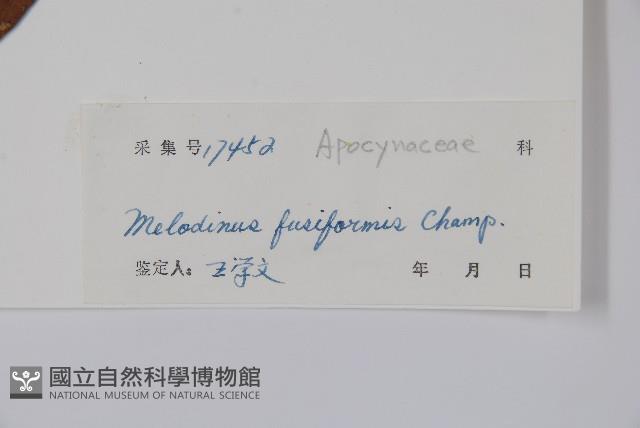 采集号 17452 Apocynaceae 科
Melodinus fusiformis Champ.
鉴定人: 王学文 年 月 日
國立自然科學博物館
NATIONAL MUSEUM OF NATURAL SCIENCE